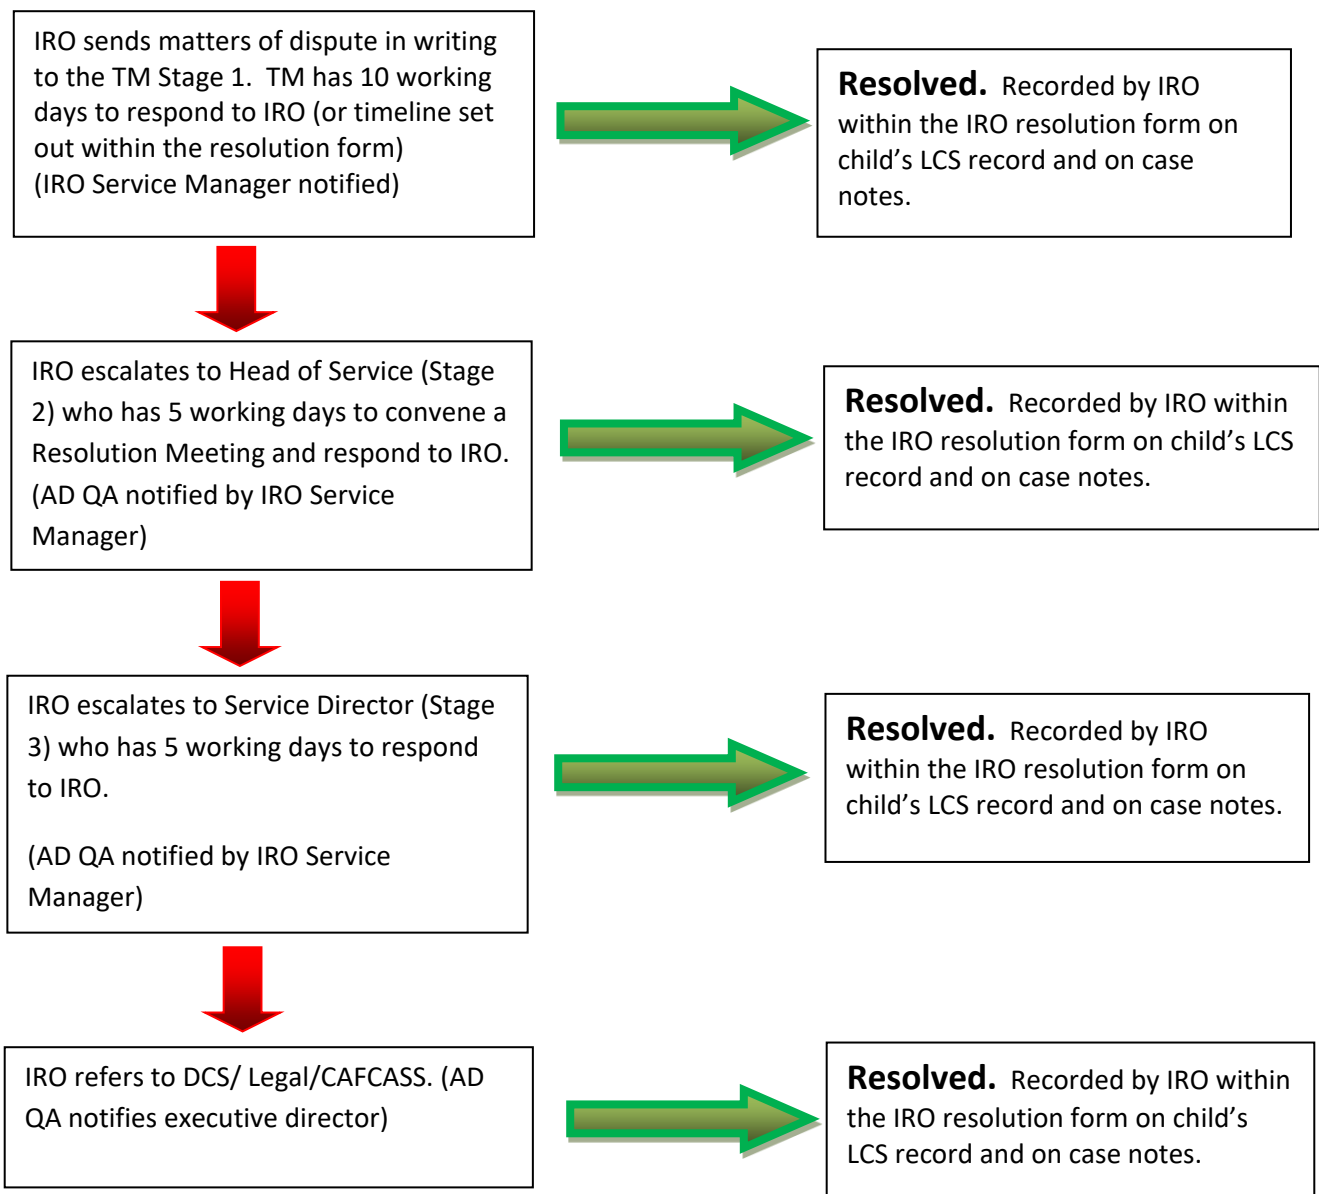 IRO sends matters of dispute in writing
to the TM Stage 1.  TM has 10 working
days to respond to IRO (or timeline set
out within the resolution form)
(IRO Service Manager notified)
Resolved.  Recorded by IRO
within the IRO resolution form on
child’s LCS record and on case
notes.
IRO escalates to Head of Service (Stage
2) who has 5 working days to convene a
Resolution Meeting and respond to IRO.
(AD QA notified by IRO Service
Manager)
Resolved.  Recorded by IRO within
the IRO resolution form on child’s LCS
record and on case notes.
IRO escalates to Service Director (Stage
3) who has 5 working days to respond
to IRO.
(AD QA notified by IRO Service
Manager)
Resolved.  Recorded by IRO
within the IRO resolution form on
child’s LCS record and on case notes.
IRO refers to DCS/ Legal/CAFCASS. (AD
QA notifies executive director)
Resolved.  Recorded by IRO within
the IRO resolution form on child’s
LCS record and on case notes.